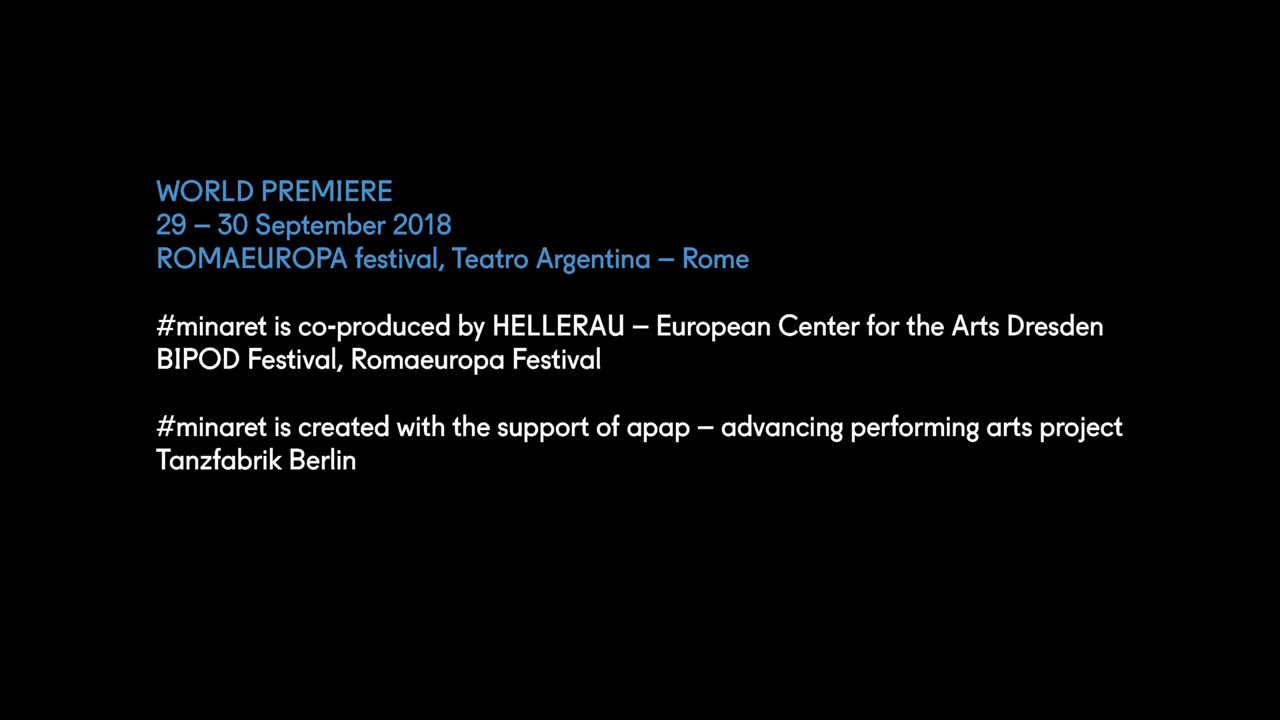 WORLD PREMIERE
29 – 30 September 2018
ROMAEUROPA festival, Teatro Argentina – Rome
#minaret is co-produced by HELLERAU – European Center for the Arts Dresden
BIPOD Festival, Romaeuropa Festival
#minaret is created with the support of apap – advancing performing arts project
Tanzfabrik Berlin